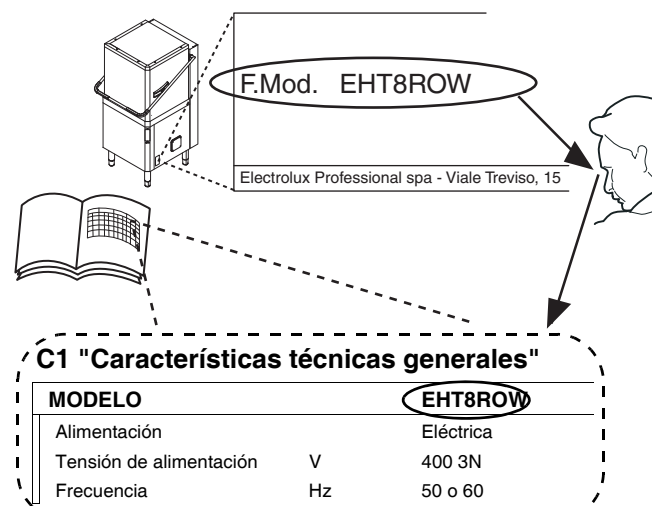 F.Mod. EHT8ROW
Electrolux Professional spa - Viale Treviso, 15
C1 "Características técnicas generales"
MODELO EHT8ROW
Alimentación Eléctrica
Tensión de alimentación V 400 3N
Frecuencia Hz 50 o 60